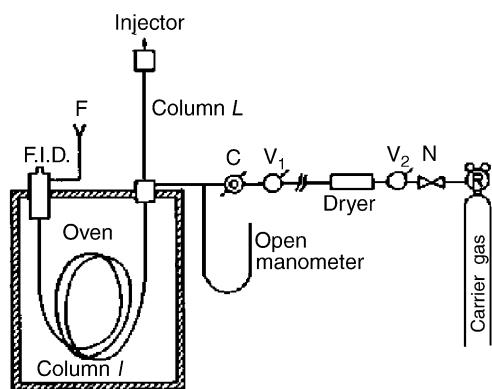 Injector
Column L
F
F.I.D.
C
V1
V2
N
R
Dryer
Oven
Open
manometer
Carrier gas
Column l